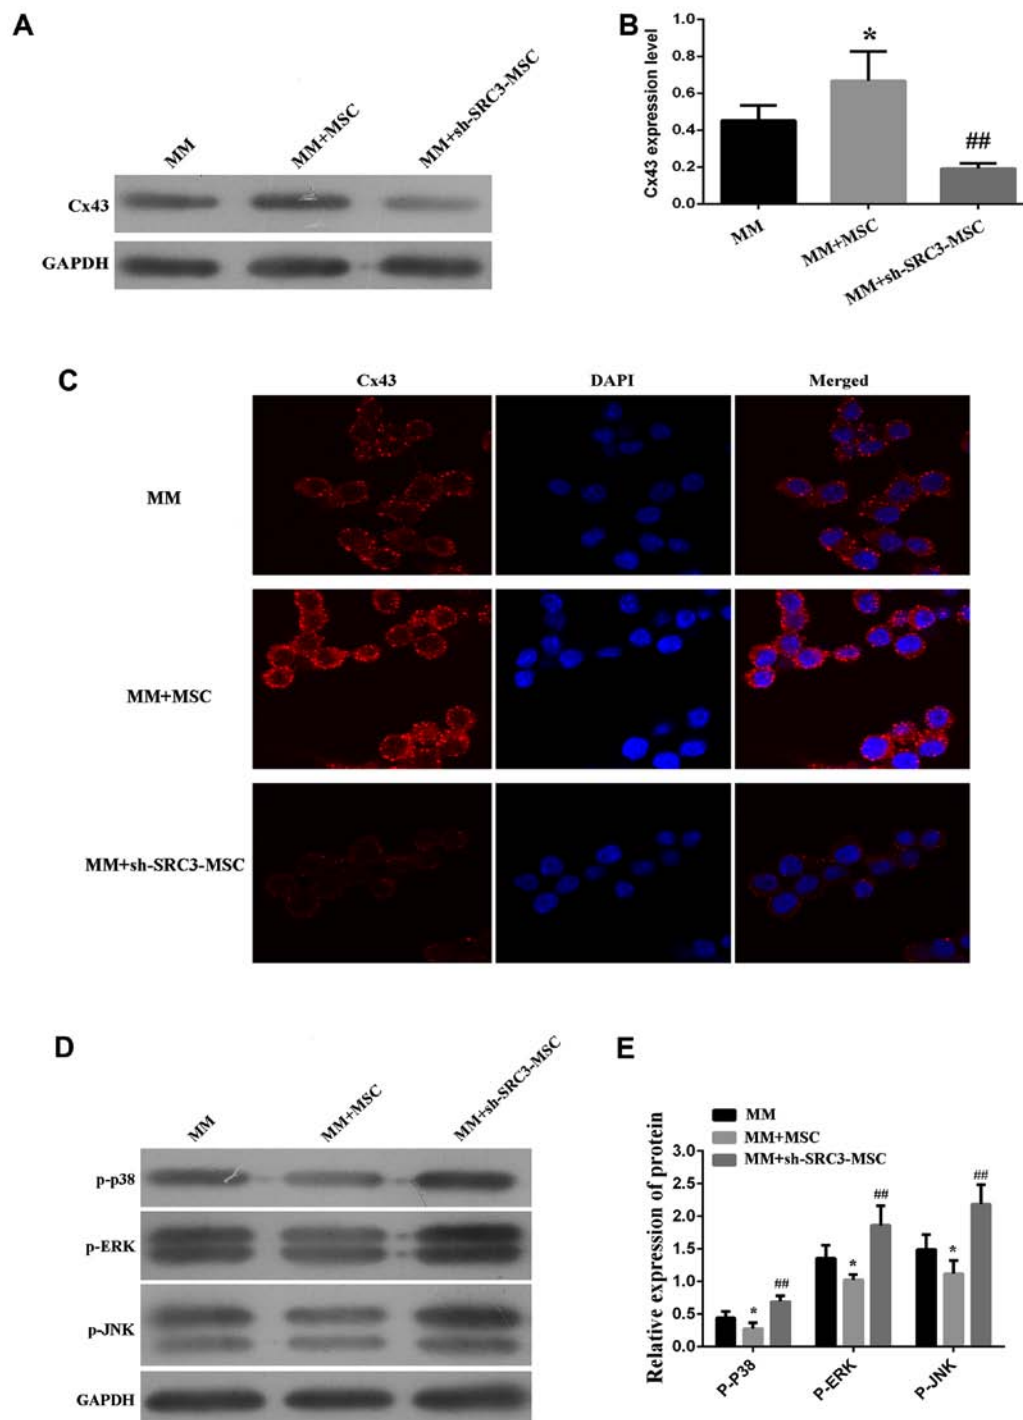 A
MM
MM+MSC
MM+sh-SRC3-MSC
Cx43
GAPDH
B
Cx43 expression level
1.0
0.8
0.6
0.4
0.2
0.0
*
##
MM
MM+MSC
MM+sh-SRC3-MSC
C
Cx43
DAPI
Merged
MM
MM+MSC
MM+sh-SRC3-MSC
D
MM
MM+MSC
MM+sh-SRC3-MSC
p-p38
p-ERK
p-JNK
GAPDH
E
MM
MM+MSC
MM+sh-SRC3-MSC
Relative expression of protein
3.0
2.5
2.0
1.5
1.0
0.5
0.0
*
##
*
##
*
##
P-P38
P-ERK
P-JNK